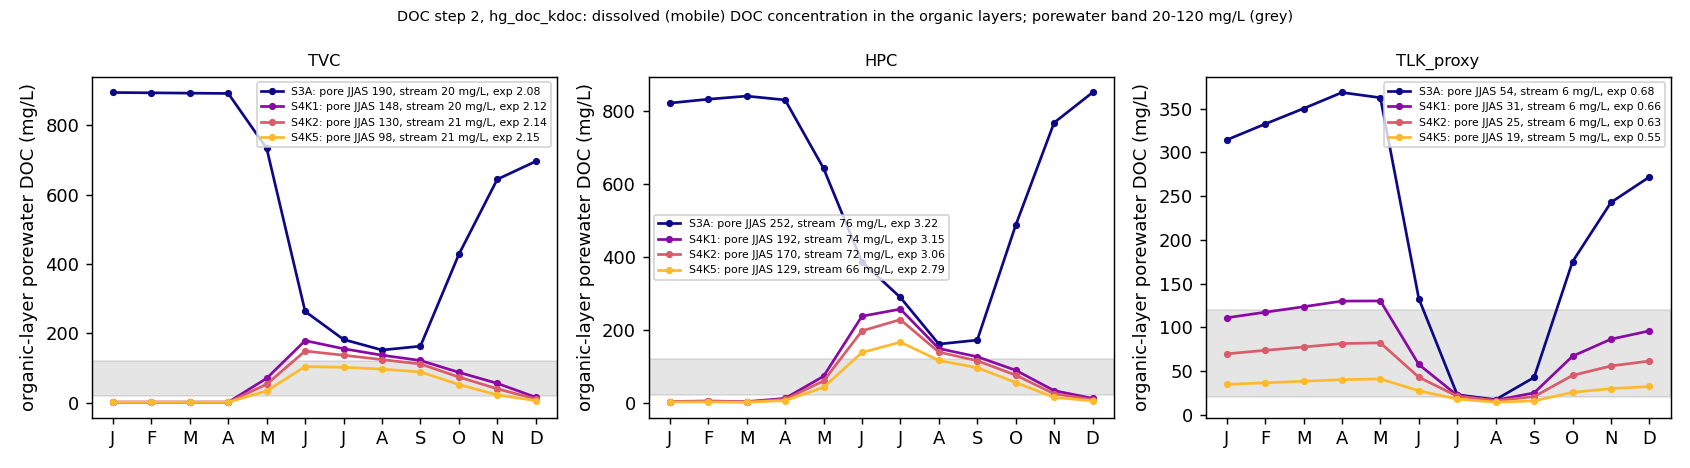 DOC step 2, hg_doc_kdoc: dissolved (mobile) DOC concentration in the organic layers; porewater band 20-120 mg/L (grey)
TVC
organic-layer porewater DOC (mg/L)
800
600
400
200
0
S3A: pore JJAS 190, stream 20 mg/L, exp 2.08
S4K1: pore JJAS 148, stream 20 mg/L, exp 2.12
S4K2: pore JJAS 130, stream 21 mg/L, exp 2.14
S4K5: pore JJAS 98, stream 21 mg/L, exp 2.15
J F M A M J J A S O N D
HPC
organic-layer porewater DOC (mg/L)
800
600
400
200
0
S3A: pore JJAS 252, stream 76 mg/L, exp 3.22
S4K1: pore JJAS 192, stream 74 mg/L, exp 3.15
S4K2: pore JJAS 170, stream 72 mg/L, exp 3.06
S4K5: pore JJAS 129, stream 66 mg/L, exp 2.79
J F M A M J J A S O N D
TLK_proxy
organic-layer porewater DOC (mg/L)
350
300
250
200
150
100
50
0
S3A: pore JJAS 54, stream 6 mg/L, exp 0.68
S4K1: pore JJAS 31, stream 6 mg/L, exp 0.66
S4K2: pore JJAS 25, stream 6 mg/L, exp 0.63
S4K5: pore JJAS 19, stream 5 mg/L, exp 0.55
J F M A M J J A S O N D